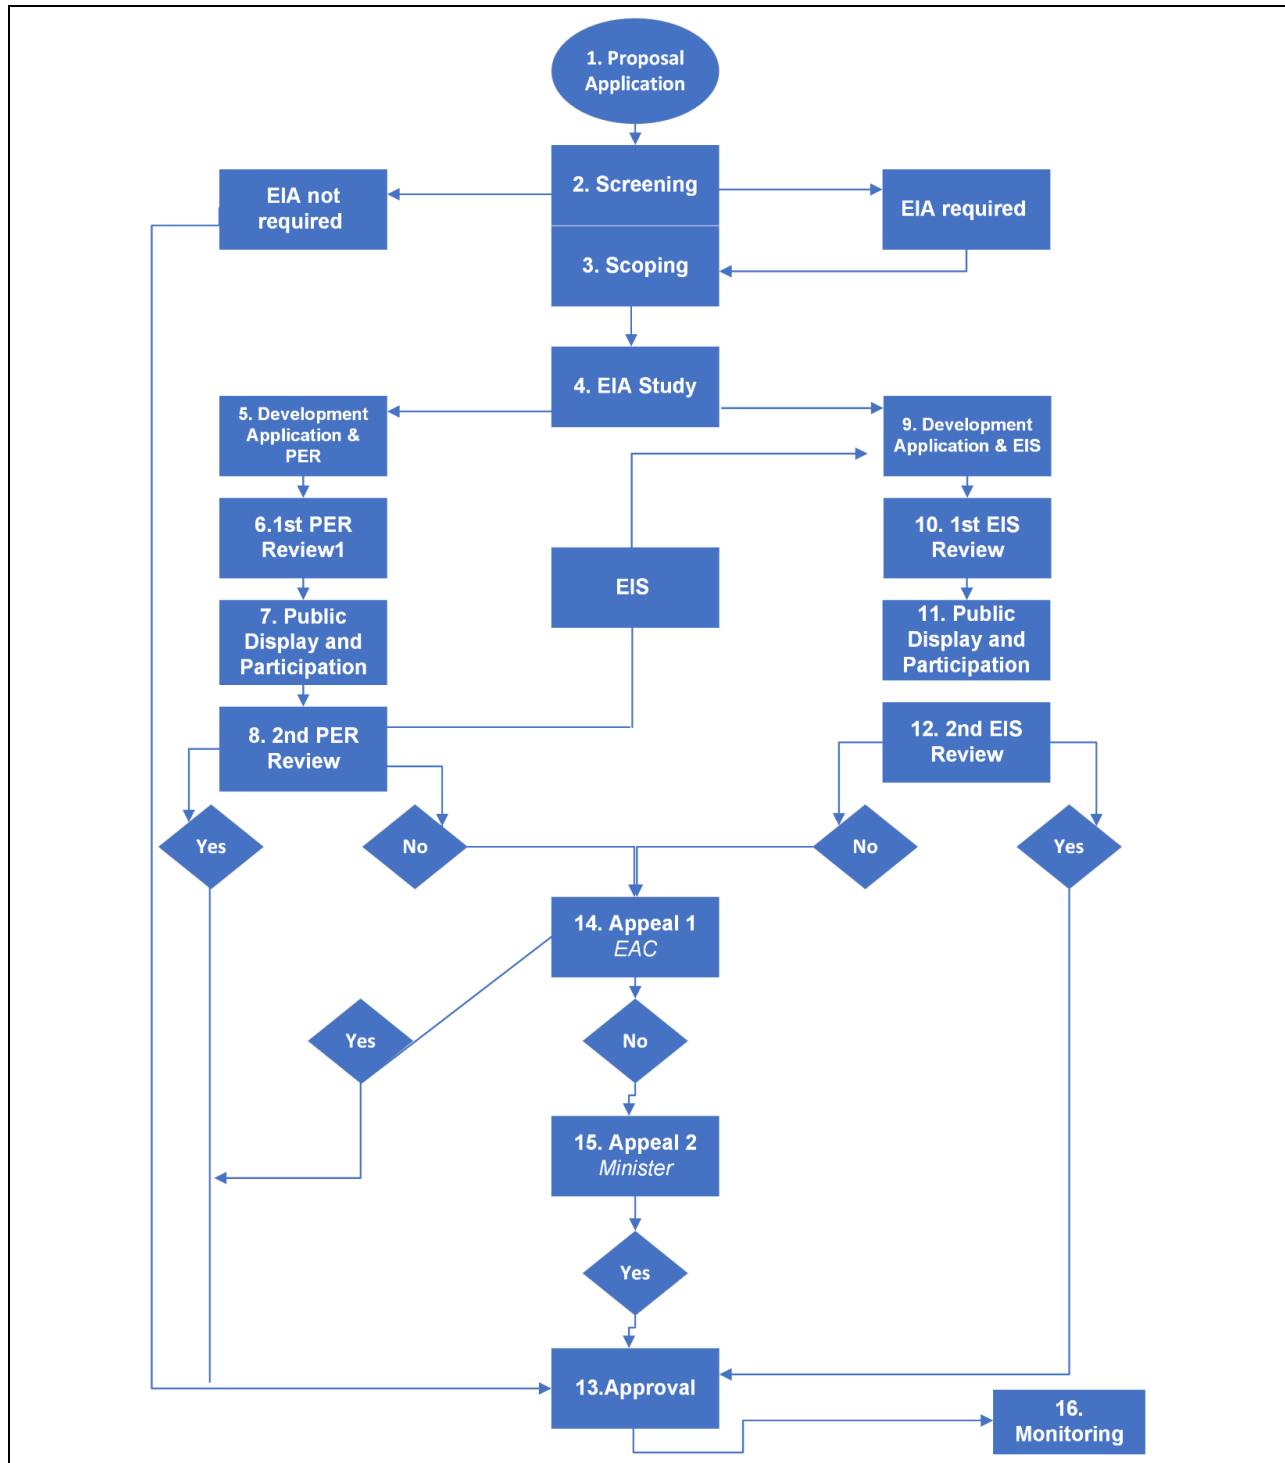 1. Proposal
Application
2. Screening
EIA not
required
EIA required
3. Scoping
4. EIA Study
5. Development
Application &
PER
9. Development
Application & EIS
6.1st PER
Review1
EIS
10. 1st EIS
Review
7. Public
Display and
Participation
11. Public
Display and
Participation
8. 2nd PER
Review
12. 2nd EIS
Review
Yes
No
No
Yes
14. Appeal 1
EAC
Yes
No
15. Appeal 2
Minister
Yes
13.Approval
16.
Monitoring